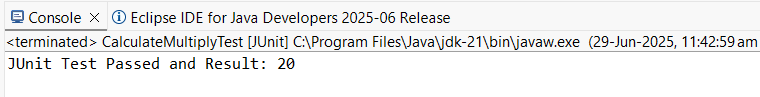 Console Eclipse IDE for Java Developers 2025-06 Release
<terminated> CalculateMultiplyTest [JUnit] C:\Program Files\Java\jdk-21\bin\javaw.exe (29-Jun-2025, 11:42:59 am
JUnit Test Passed and Result: 20